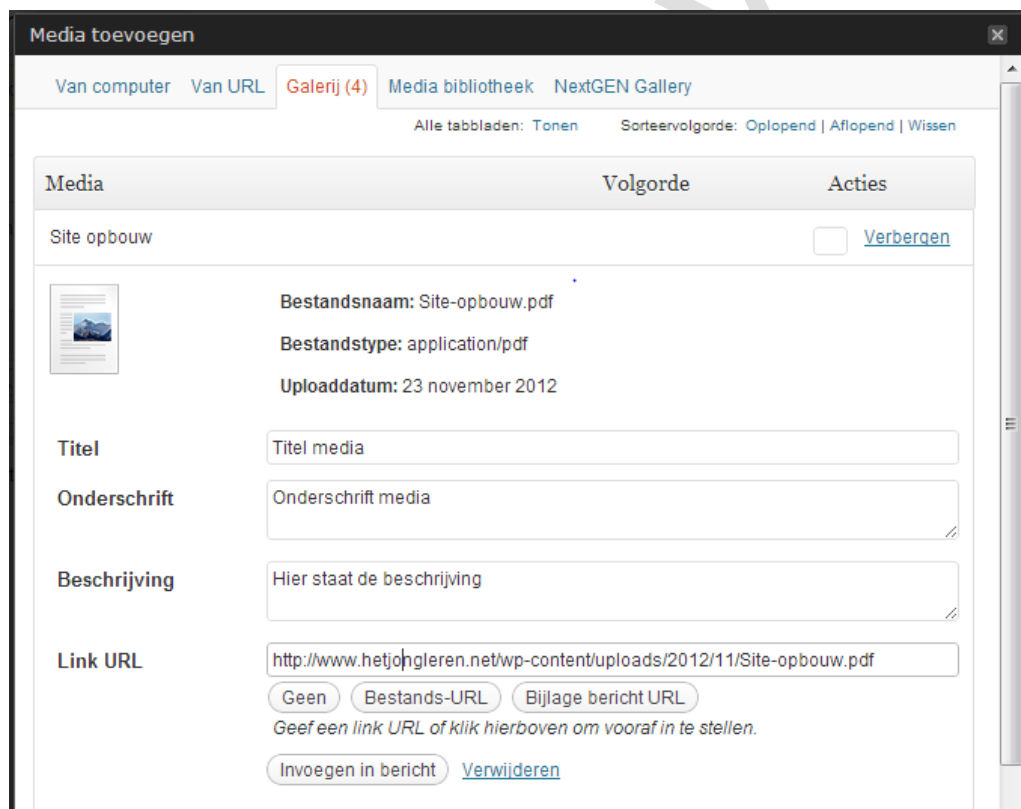 Media toevoegen
Van computer Van URL Galerij (4) Media bibliotheek NextGEN Gallery
Alle tabbladen: Tonen Sorteervolgorde: Oplopend | Aflopend | Wissen
Media Volgorde Acties
Site opbouw Verbergen
Bestandsnaam: Site-opbouw.pdf
Bestandstype: application/pdf
Uploaddatum: 23 november 2012
Titel Titel media
Onderschrift Onderschrift media
Beschrijving Hier staat de beschrijving
Link URL http://www.hetjongleren.net/wp-content/uploads/2012/11/Site-opbouw.pdf
Geen Bestands-URL Bijlage bericht URL
Geef een link URL of klik hierboven om vooraf in te stellen.
Invoegen in bericht Verwijderen